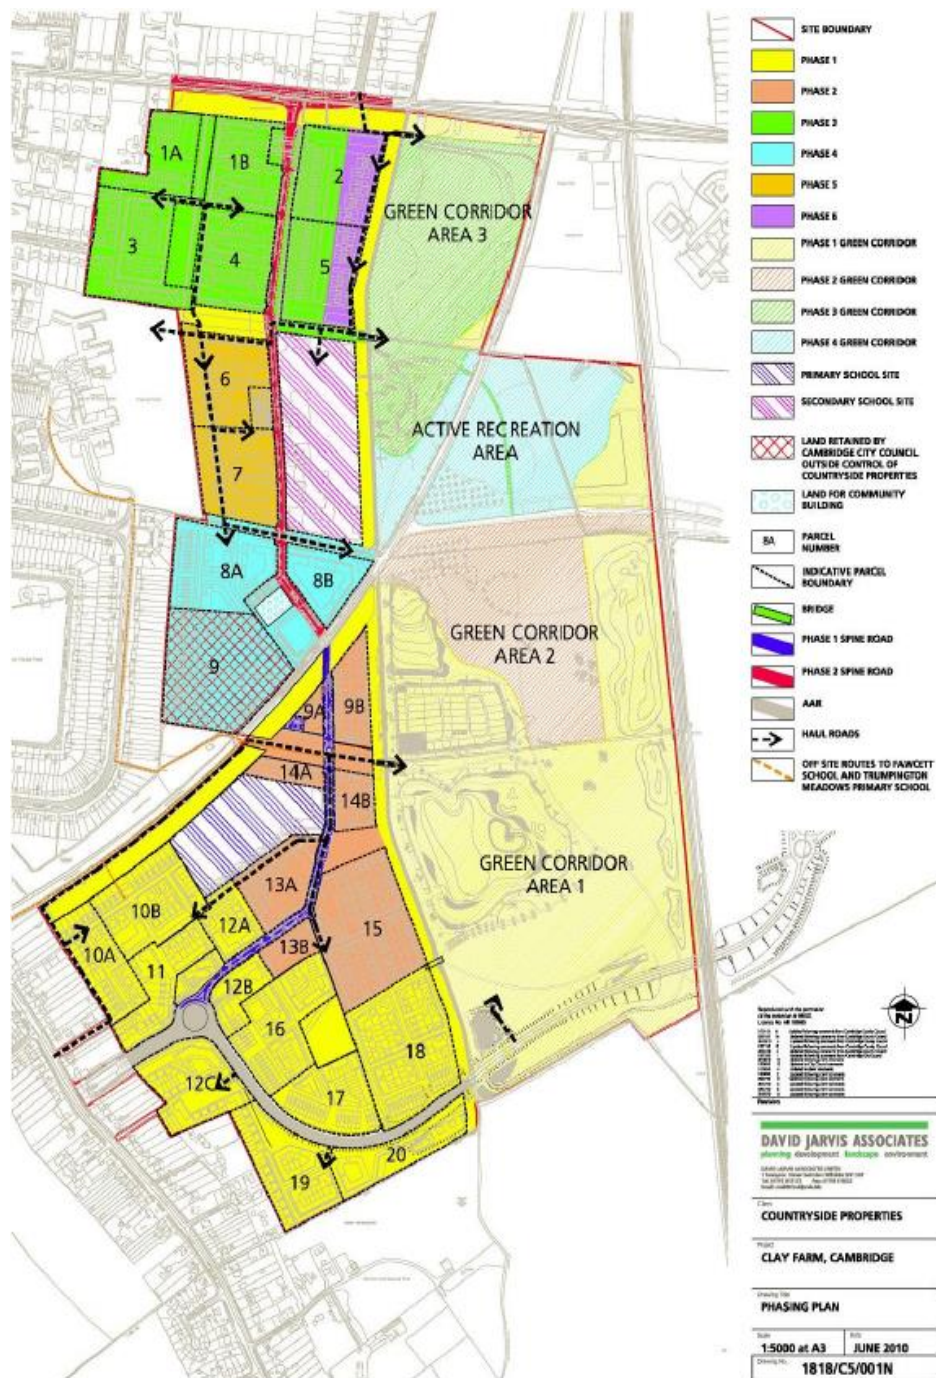 1A
1B
2
GREEN CORRIDOR
AREA 3
3
4
5
6
ACTIVE RECREATION
AREA
7
8A
8B
GREEN CORRIDOR
AREA 2
9
9A
9B
14A
14B
GREEN CORRIDOR
AREA 1
13A
10B
12A
15
10A
13B
11
12B
16
18
12C
17
20
19
SITE BOUNDARY
PHASE 1
PHASE 2
PHASE 3
PHASE 4
PHASE 5
PHASE 6
PHASE 1 GREEN CORRIDOR
PHASE 2 GREEN CORRIDOR
PHASE 3 GREEN CORRIDOR
PHASE 4 GREEN CORRIDOR
PRIMARY SCHOOL SITE
SECONDARY SCHOOL SITE
LAND RETAINED BY
CAMBRIDGE CITY COUNCIL
OUTSIDE CONTROL OF
COUNTRYSIDE PROPERTIES
LAND FOR COMMUNITY
BUILDING
8A
PARCEL
NUMBER
INDICATIVE PARCEL
BOUNDARY
BRIDGE
PHASE 1 SPINE ROAD
PHASE 2 SPINE ROAD
AAR
HAUL ROADS
OFF SITE ROUTES TO FAWCETT
SCHOOL AND TRUMPINGTON
MEADOWS PRIMARY SCHOOL
N
Revisions
DAVID JARVIS ASSOCIATES
planning development landscape environment
Client
COUNTRYSIDE PROPERTIES
Project
CLAY FARM, CAMBRIDGE
Drawing Title
PHASING PLAN
Scale
1:5000 at A3
Date
JUNE 2010
Drawing No.
1818/C5/001N